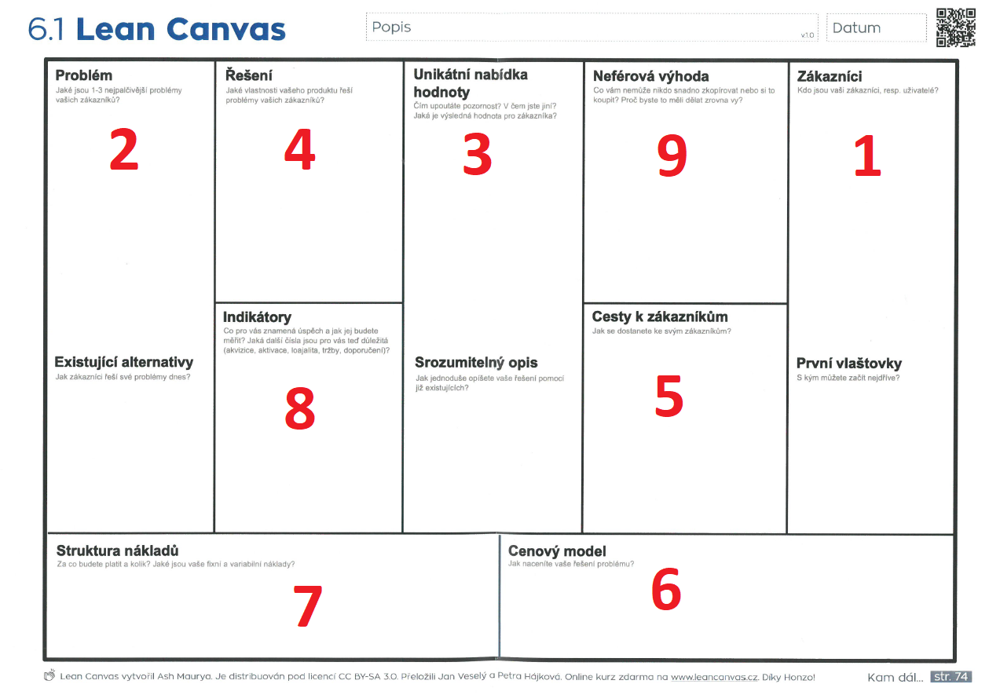 6.1 Lean Canvas
Popis
v.1.0
Datum
Problém
Jaké jsou 1-3 nejpalčivější problémy
vašich zákazníků?
2
Existující alternativy
Jak zákazníci řeší své problémy dnes?
Řešení
Jaké vlastnosti vašeho produktu řeší
problémy vašich zákazníků?
4
Indikátory
Co pro vás znamená úspěch a jak jej budete
měřit? Jaká další čísla jsou pro vás teď důležitá
(akvizice, aktivace, loajalita, tržby, doporučení)?
8
Unikátní nabídka
hodnoty
Čím upoutáte pozornost? V čem jste jiní?
Jaká je výsledná hodnota pro zákazníka?
3
Srozumitelný opis
Jak jednoduše opíšete vaše řešení pomocí
již existujících?
Neférová výhoda
Co vám nemůže nikdo snadno zkopírovat nebo si to
koupit? Proč byste to měli dělat zrovna vy?
9
Cesty k zákazníkům
Jak se dostanete ke svým zákazníkům?
5
Zákazníci
Kdo jsou vaši zákazníci, resp. uživatelé?
1
První vlaštovky
S kým můžete začít nejdříve?
Struktura nákladů
Za co budete platit a kolik? Jaké jsou vaše fixní a variabilní náklady?
7
Cenový model
Jak naceníte vaše řešení problému?
6
Lean Canvas vytvořil Ash Maurya. Je distribuován pod licencí CC BY-SA 3.0. Přeložili Jan Veselý a Petra Hájková. Online kurz zdarma na www.leancanvas.cz. Díky Honzo!
Kam dál... str. 74